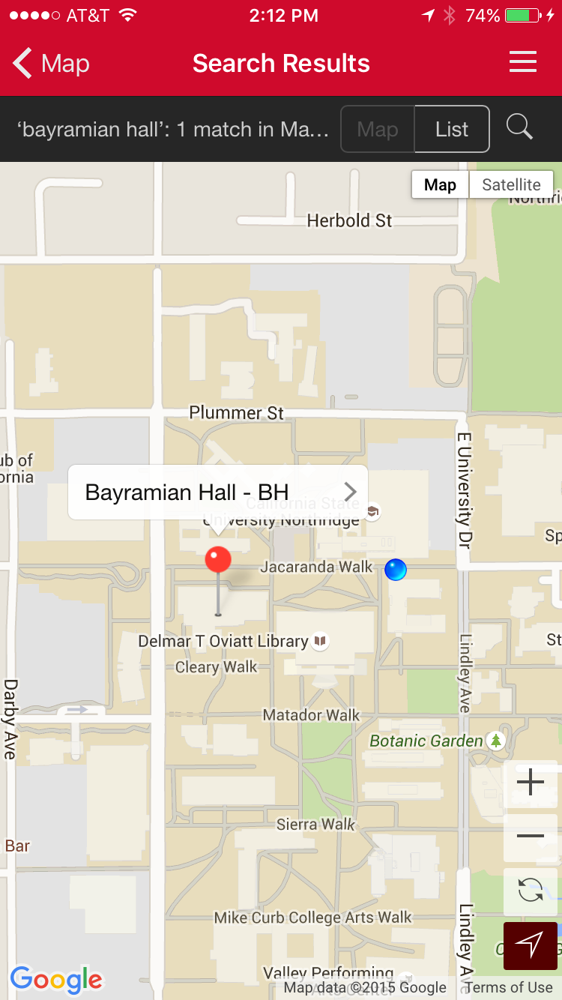 AT&T 2:12 PM 74%
Map Search Results
‘bayramian hall’: 1 match in Ma... Map List
Map Satellite
Northri
Herbold St
Plummer St
E University Dr
ub of
ornia
Bayramian Hall - BH
California State
University Northridge
Sp
Jacaranda Walk
Delmar T Oviatt Library
St
Cleary Walk
Lindley Ave
Darby Ave
Matador Walk
Botanic Garden
Sierra Walk
Bar
Mike Curb College Arts Walk
Lindley Ave
Valley Performing
Arts Center
Google
Map data ©2015 Google Terms of Use